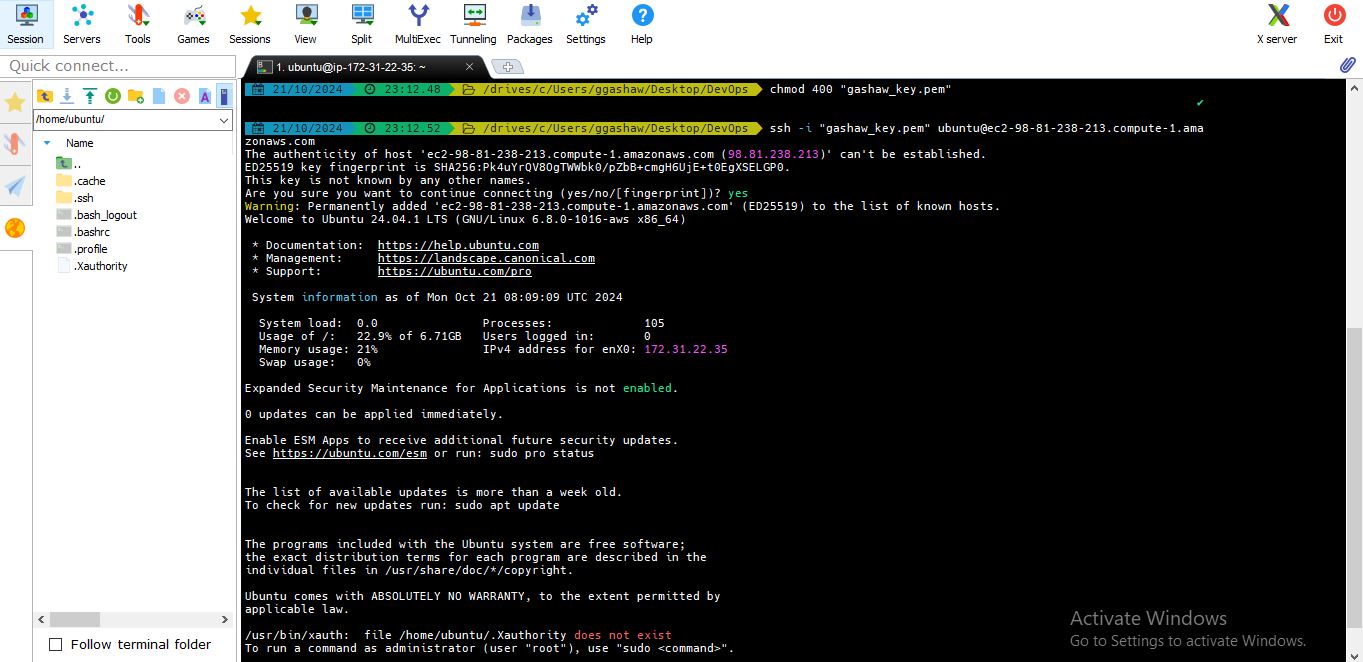 Session Servers Tools Games Sessions View Split MultiExec Tunneling Packages Settings Help X server Exit
Quick connect...
1. ubuntu@ip-172-31-22-35: ~
/home/ubuntu/
Name
..
.cache
.ssh
.bash_logout
.bashrc
.profile
.Xauthority
21/10/2024 23:12.48 /drives/c/Users/ggashaw/Desktop/DevOps chmod 400 "gashaw_key.pem"
✔
21/10/2024 23:12.52 /drives/c/Users/ggashaw/Desktop/DevOps ssh -i "gashaw_key.pem" ubuntu@ec2-98-81-238-213.compute-1.ama
zonaws.com
The authenticity of host 'ec2-98-81-238-213.compute-1.amazonaws.com (98.81.238.213)' can't be established.
ED25519 key fingerprint is SHA256:Pk4uYrQV8OgTWWbk0/pZbB+cmgH6UjE+t0EgXSELGP0.
This key is not known by any other names.
Are you sure you want to continue connecting (yes/no/[fingerprint])? yes
Warning: Permanently added 'ec2-98-81-238-213.compute-1.amazonaws.com' (ED25519) to the list of known hosts.
Welcome to Ubuntu 24.04.1 LTS (GNU/Linux 6.8.0-1016-aws x86_64)
* Documentation: https://help.ubuntu.com
* Management: https://landscape.canonical.com
* Support: https://ubuntu.com/pro
System information as of Mon Oct 21 08:09:09 UTC 2024
System load: 0.0 Processes: 105
Usage of /: 22.9% of 6.71GB Users logged in: 0
Memory usage: 21% IPv4 address for enX0: 172.31.22.35
Swap usage: 0%
Expanded Security Maintenance for Applications is not enabled.
0 updates can be applied immediately.
Enable ESM Apps to receive additional future security updates.
See https://ubuntu.com/esm or run: sudo pro status
The list of available updates is more than a week old.
To check for new updates run: sudo apt update
The programs included with the Ubuntu system are free software;
the exact distribution terms for each program are described in the
individual files in /usr/share/doc/*/copyright.
Ubuntu comes with ABSOLUTELY NO WARRANTY, to the extent permitted by
applicable law.
/usr/bin/xauth: file /home/ubuntu/.Xauthority does not exist
To run a command as administrator (user "root"), use "sudo <command>".
Follow terminal folder
Activate Windows
Go to Settings to activate Windows.